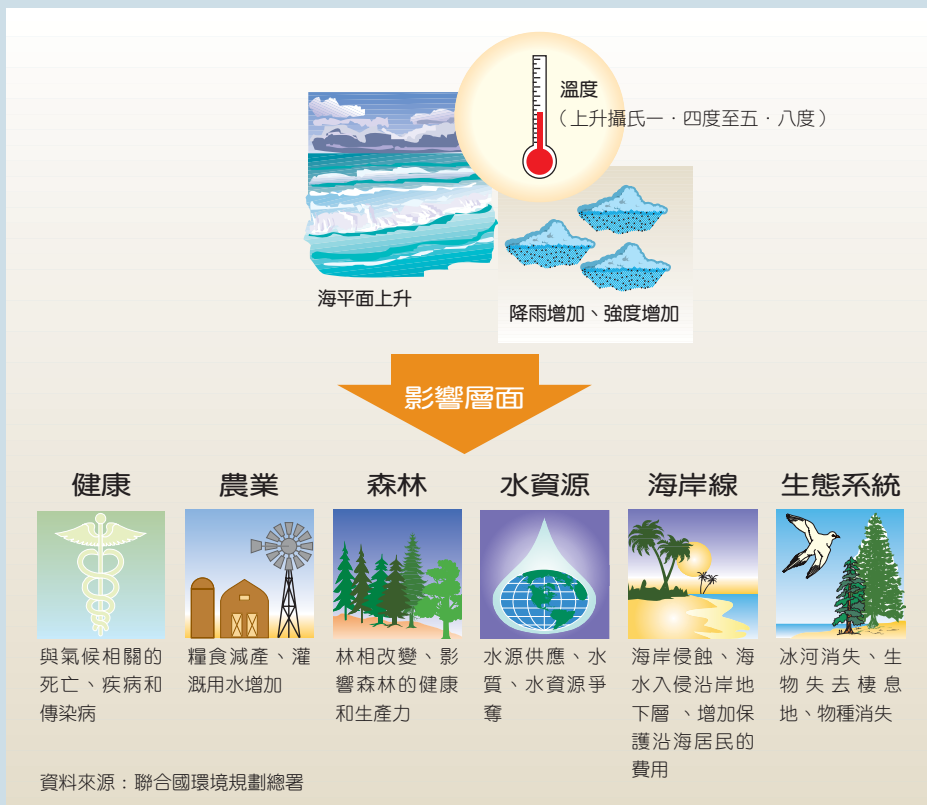 溫度
（上升攝氏一．四度至五．八度）
海平面上升
降雨增加、強度增加
影響層面
健康
與氣候相關的
死亡、疾病和
傳染病
農業
糧食減產、灌
溉用水增加
森林
林相改變、影
響森林的健康
和生產力
水資源
水源供應、水
質、水資源爭
奪
海岸線
海岸侵蝕、海
水入侵沿岸地
下層、增加保
護沿海居民的
費用
生態系統
冰河消失、生
物失去棲息
地、物種消失
資料來源：聯合國環境規劃總署